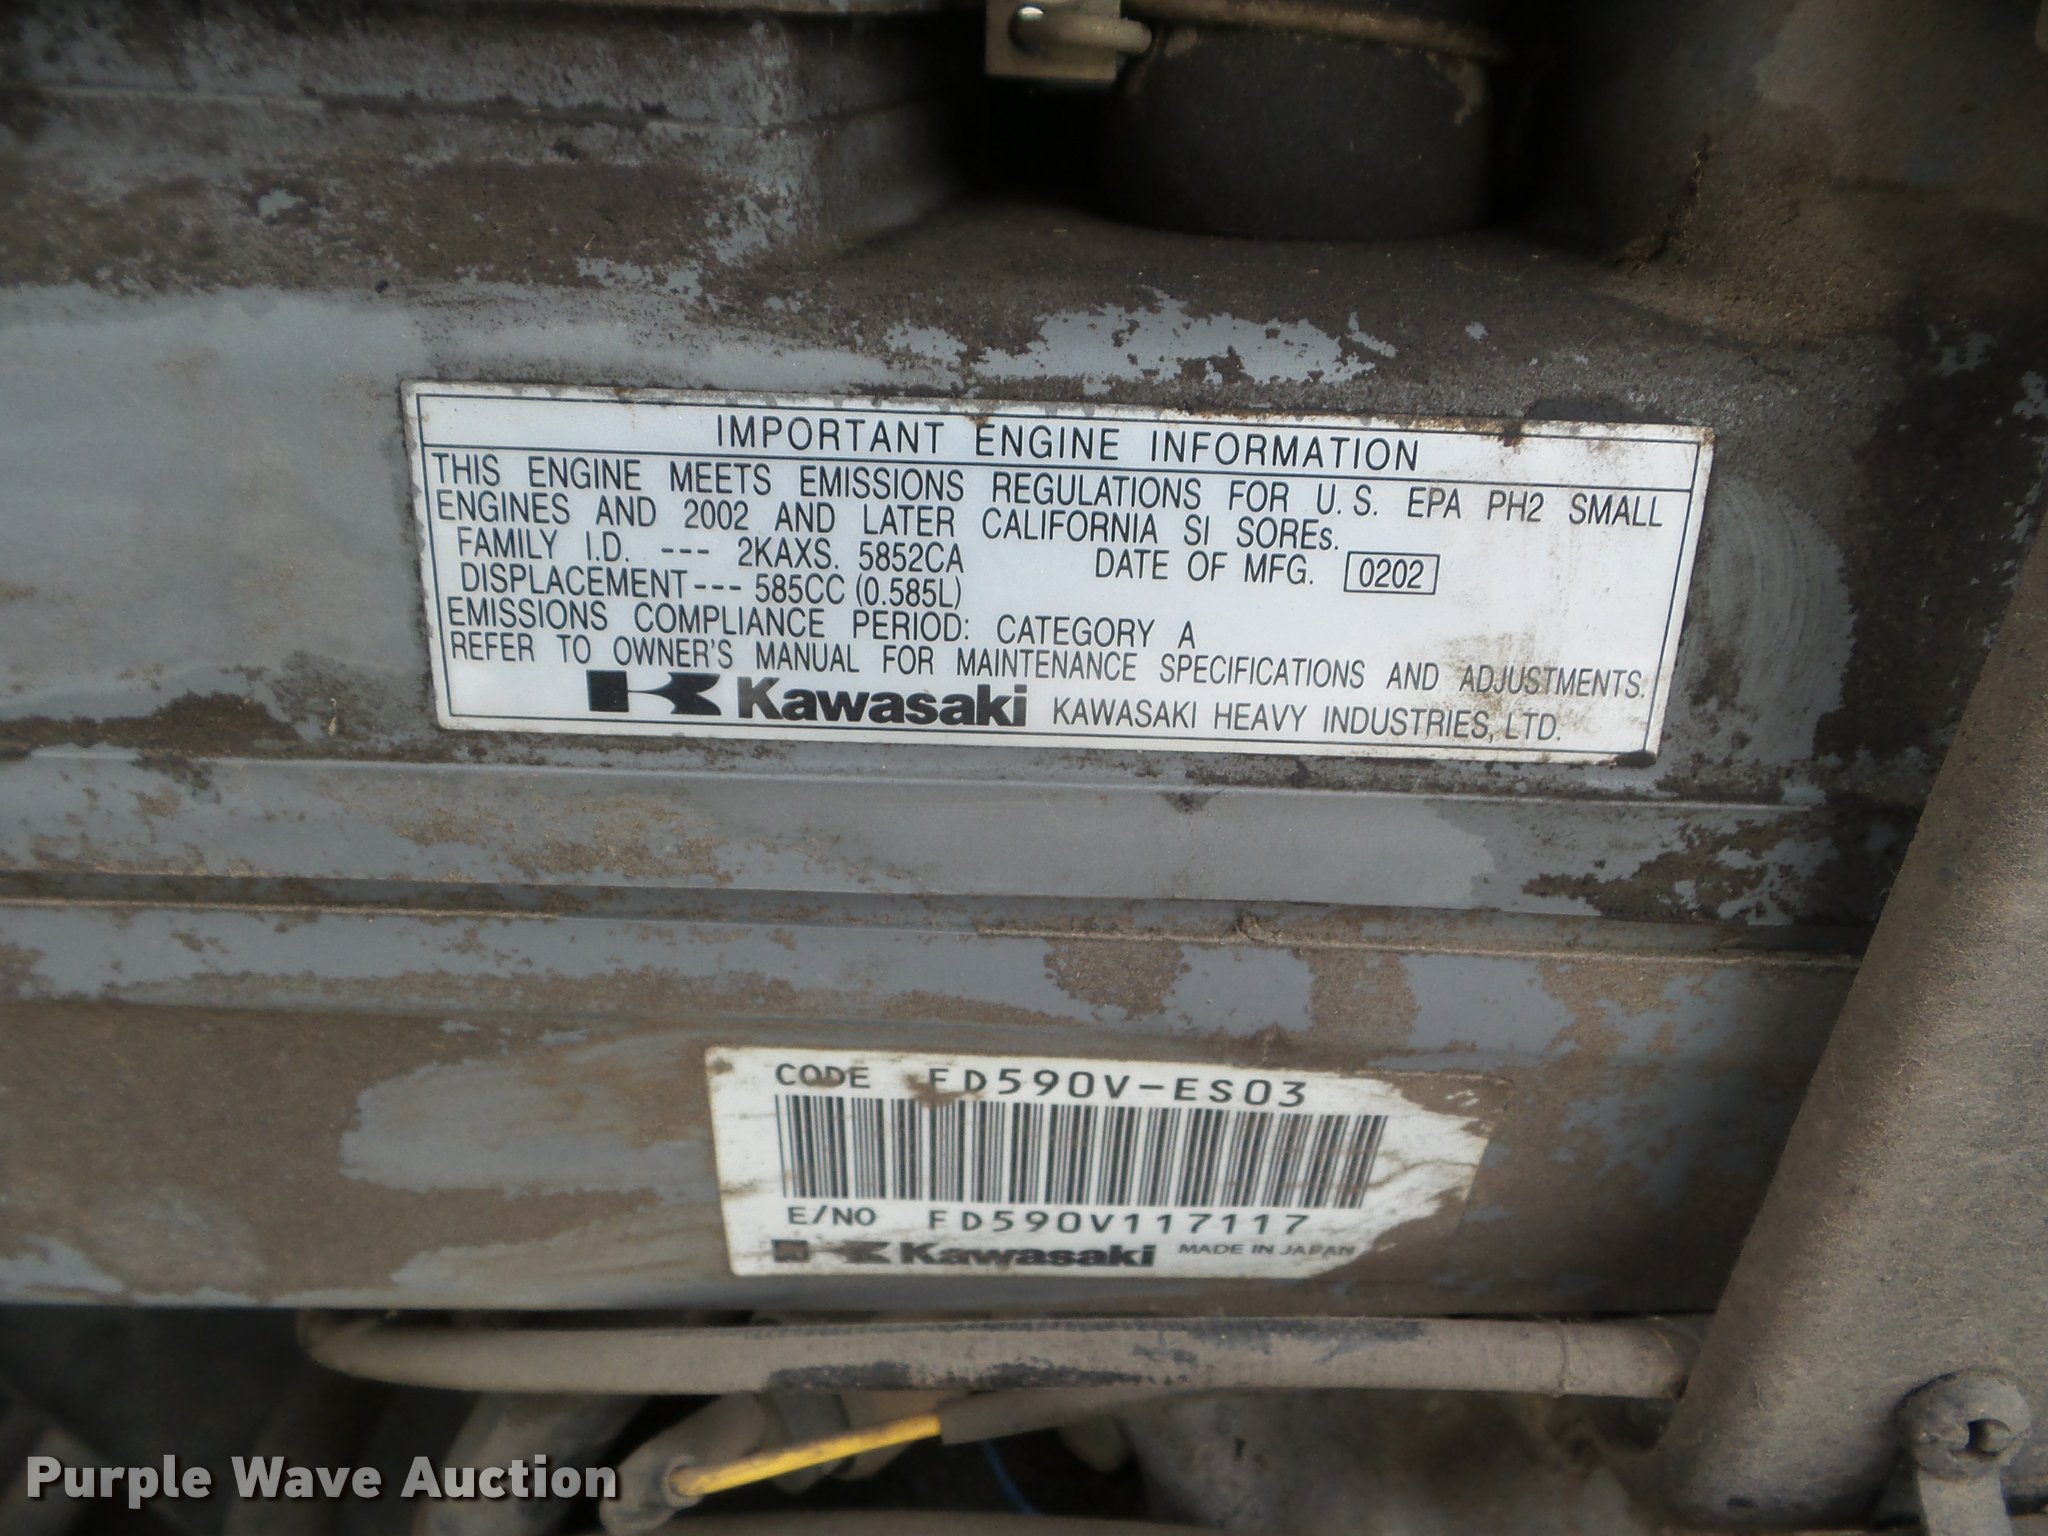 IMPORTANT ENGINE INFORMATION
THIS ENGINE MEETS EMISSIONS REGULATIONS FOR U.S. EPA PH2 SMALL
ENGINES AND 2002 AND LATER CALIFORNIA SI SOREs.
FAMILY I.D. --- 2KAXS. 5852CA DATE OF MFG. 0202
DISPLACEMENT--- 585CC (0.585L)
EMISSIONS COMPLIANCE PERIOD: CATEGORY A
REFER TO OWNER'S MANUAL FOR MAINTENANCE SPECIFICATIONS AND ADJUSTMENTS.
Kawasaki KAWASAKI HEAVY INDUSTRIES, LTD.
CODE FD590V-ES03
E/NO FD590V117117
Kawasaki MADE IN JAPAN
Purple Wave Auction